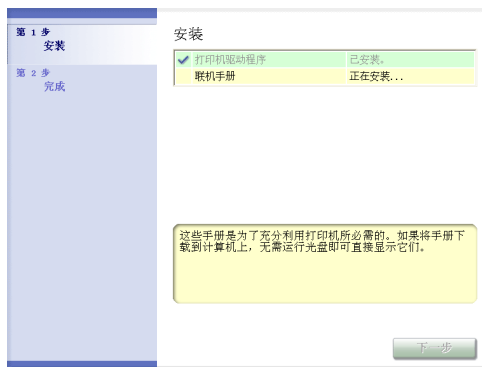 第 1 步
安装
第 2 步
完成
安装
打印机驱动程序 已安装。
联机手册 正在安装...
这些手册是为了充分利用打印机所必需的。如果将手册下
载到计算机上，无需运行光盘即可直接显示它们。
下一步